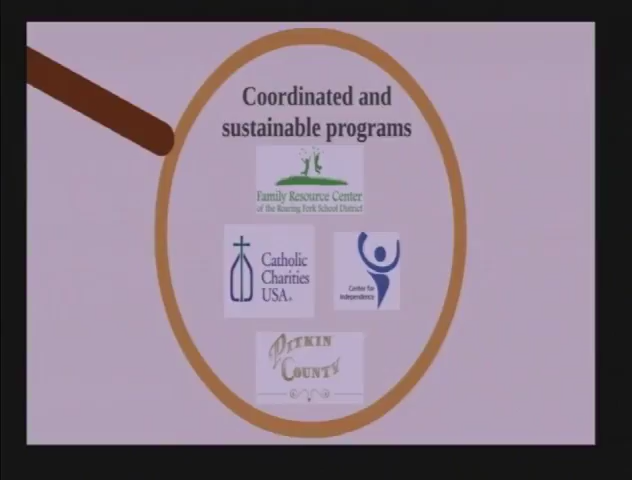 Coordinated and
sustainable programs
Family Resource Center
of the Roaring Fork School District
Catholic
Charities
USA®
Center for
Independence
PITKIN
COUNTY